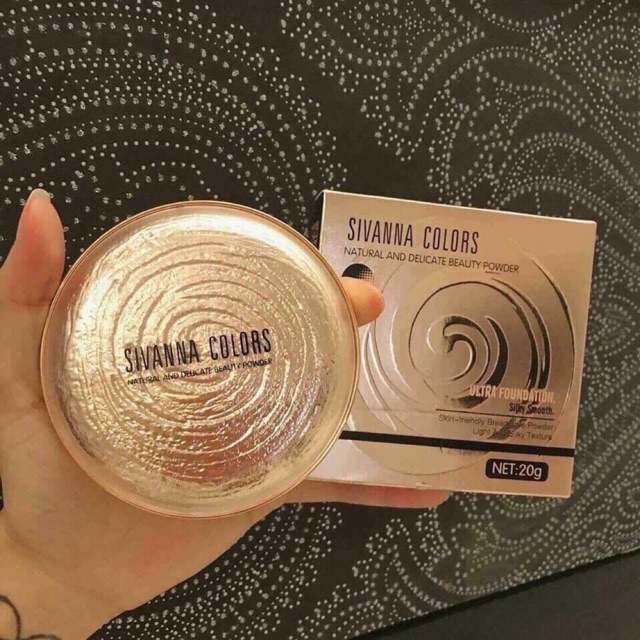 SIVANNA COLORS
NATURAL AND DELICATE BEAUTY POWDER
SIVANNA COLORS
NATURAL AND DELICATE BEAUTY POWDER
ULTRA FOUNDATION.
Silky Smooth.
Skin-friendly Powder
Light Silky Texture
NET:20g